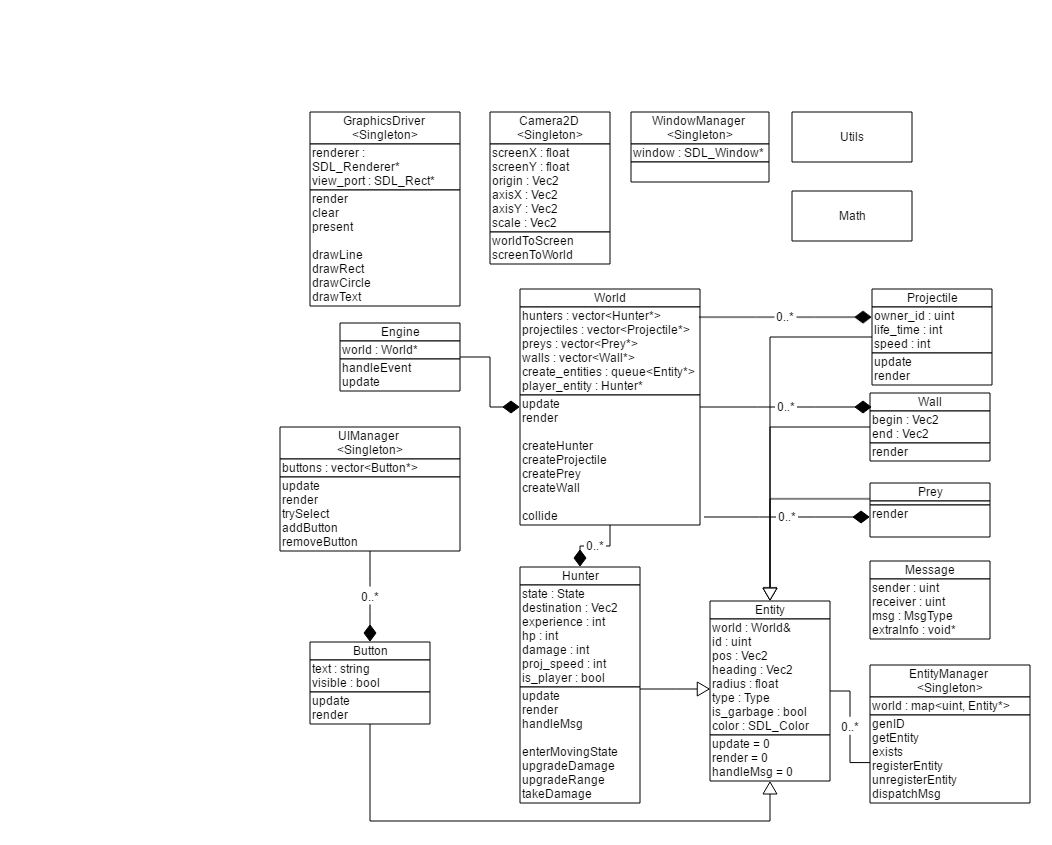 GraphicsDriver
<Singleton>
renderer :
SDL_Renderer*
view_port : SDL_Rect*
render
clear
present
drawLine
drawRect
drawCircle
drawText
Camera2D
<Singleton>
screenX : float
screenY : float
origin : Vec2
axisX : Vec2
axisY : Vec2
scale : Vec2
worldToScreen
screenToWorld
WindowManager
<Singleton>
window : SDL_Window*
Utils
Math
Engine
world : World*
handleEvent
update
World
hunters : vector<Hunter*>
projectiles : vector<Projectile*>
preys : vector<Prey*>
walls : vector<Wall*>
create_entities : queue<Entity*>
player_entity : Hunter*
update
render
createHunter
createProjectile
createPrey
createWall
collide
0..*
0..*
0..*
0..*
Projectile
owner_id : uint
life_time : int
speed : int
update
render
Wall
begin : Vec2
end : Vec2
render
Prey
render
UIManager
<Singleton>
buttons : vector<Button*>
update
render
trySelect
addButton
removeButton
0..*
Button
text : string
visible : bool
update
render
Hunter
state : State
destination : Vec2
experience : int
hp : int
damage : int
proj_speed : int
is_player : bool
update
render
handleMsg
enterMovingState
upgradeDamage
upgradeRange
takeDamage
Entity
world : World&
id : uint
pos : Vec2
heading : Vec2
radius : float
type : Type
is_garbage : bool
color : SDL_Color
update = 0
render = 0
handleMsg = 0
0..*
Message
sender : uint
receiver : uint
msg : MsgType
extraInfo : void*
EntityManager
<Singleton>
world : map<uint, Entity*>
genID
getEntity
exists
registerEntity
unregisterEntity
dispatchMsg